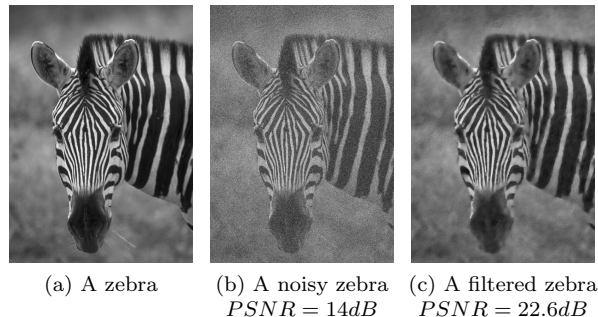 (a) A zebra
(b) A noisy zebra
PSNR = 14dB
(c) A filtered zebra
PSNR = 22.6dB